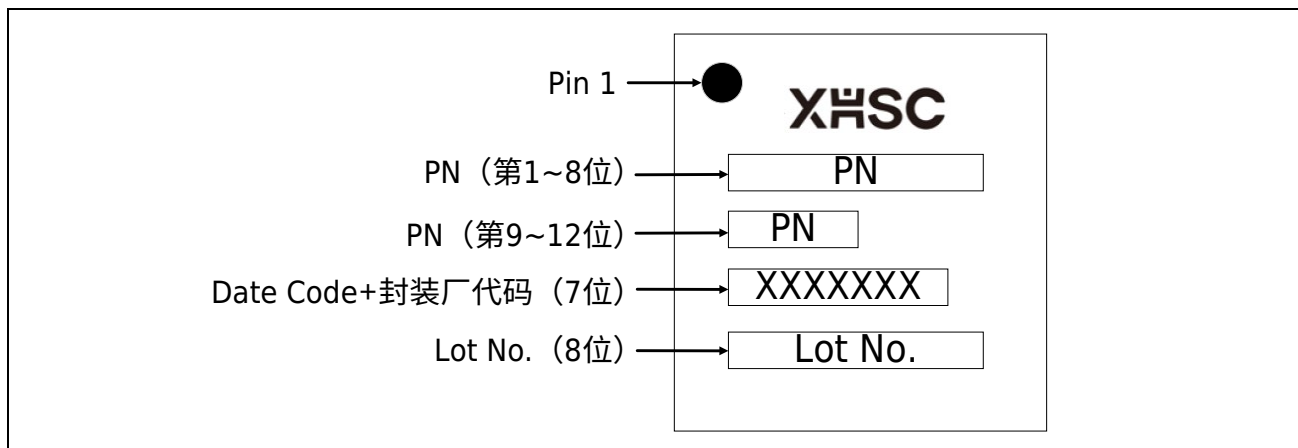 Pin 1
XHSC
PN（第1~8位） PN
PN（第9~12位） PN
Date Code+封装厂代码（7位） XXXXXXX
Lot No.（8位） Lot No.